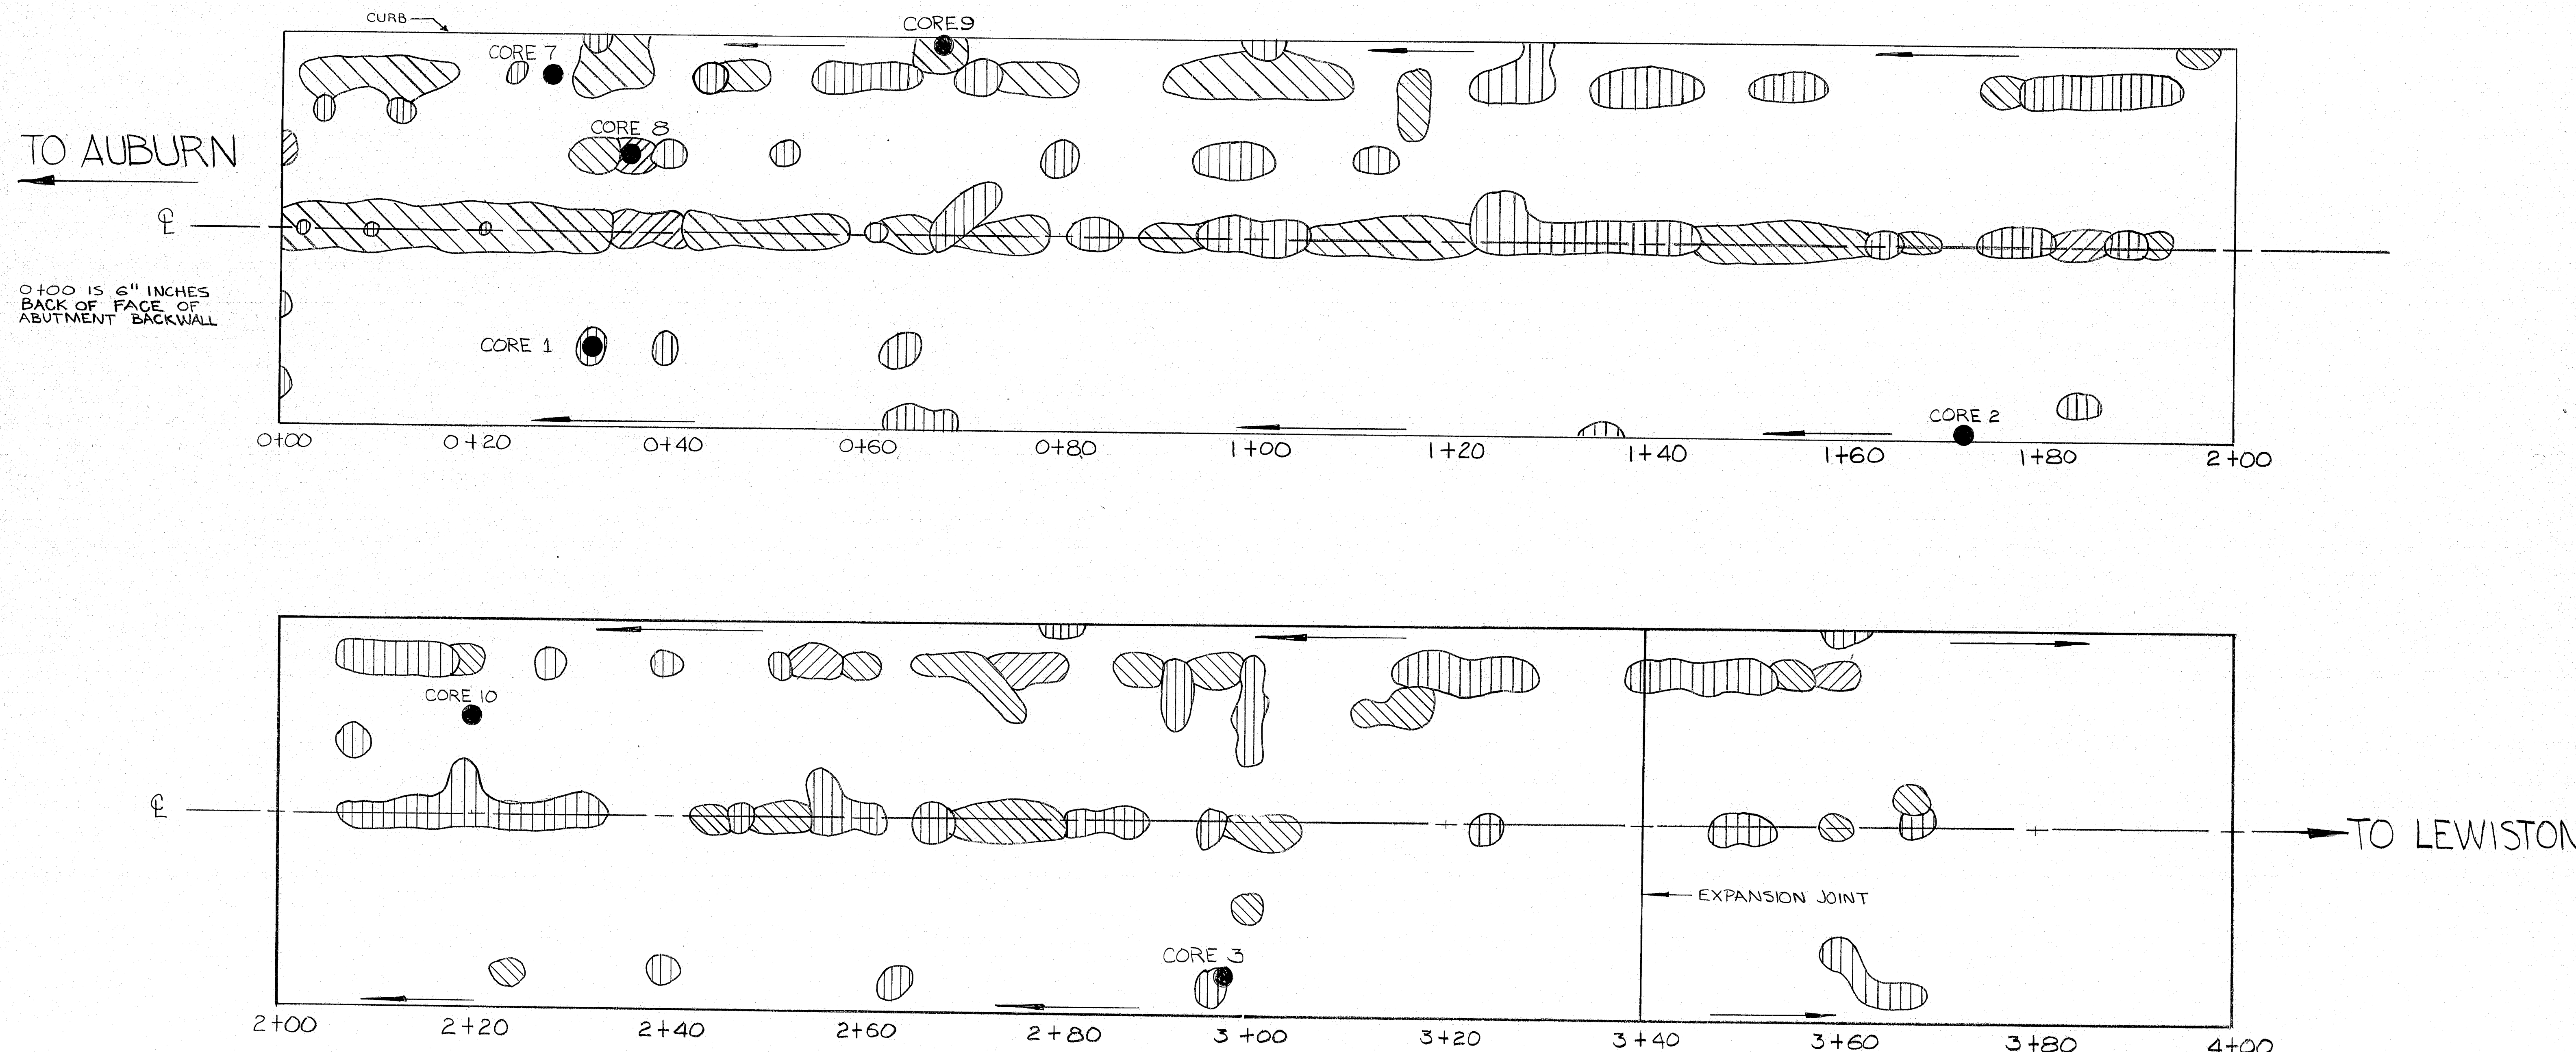 CURB
CORE 9
CORE 7
CORE 8
TO AUBURN
℄
0+00 IS 6" INCHES
BACK OF FACE OF
ABUTMENT BACKWALL
CORE 1
CORE 2
0+00 0+20 0+40 0+60 0+80 1+00 1+20 1+40 1+60 1+80 2+00
CORE 10
℄
TO LEWISTON
EXPANSION JOINT
CORE 3
2+00 2+20 2+40 2+60 2+80 3+00 3+20 3+40 3+60 3+80 4+00